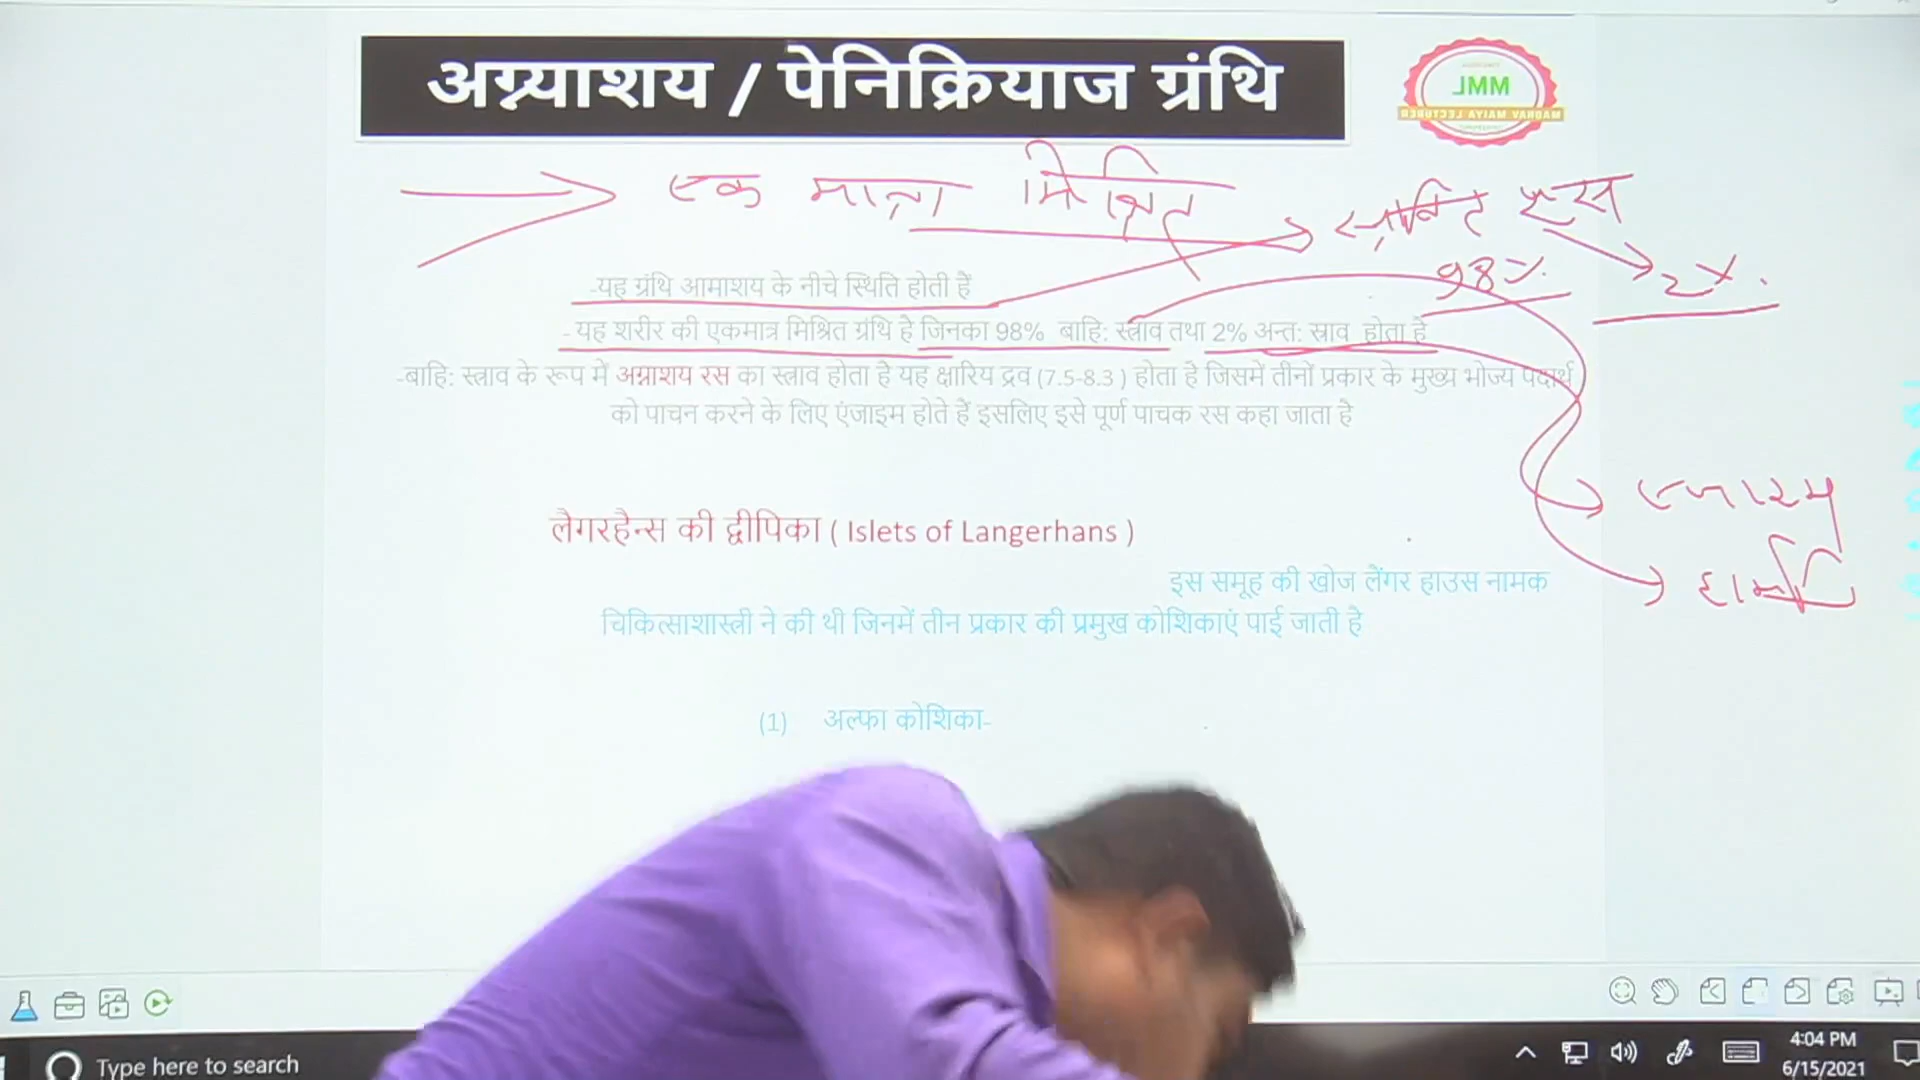 अग्न्याशय / पेनिक्रियाज ग्रंथि
एक मात्रा मिश्रित
98%
2%.
-यह ग्रंथि आमाशय के नीचे स्थिति होती हैं
- यह शरीर की एकमात्र मिश्रित ग्रंथि है जिनका 98% बाहि: स्त्राव तथा 2% अन्त: स्राव होता है
-बाहि: स्त्राव के रूप में अग्नाशय रस का स्त्राव होता है यह क्षारिय द्रव (7.5-8.3 ) होता है जिसमें तीनों प्रकार के मुख्य भोज्य पदार्थ
को पाचन करने के लिए एंजाइम होते हैं इसलिए इसे पूर्ण पाचक रस कहा जाता है
लैगरहैन्स की द्वीपिका ( Islets of Langerhans )
इस समूह की खोज लेंगर हाउस नामक
चिकित्साशास्त्री ने की थी जिनमें तीन प्रकार की प्रमुख कोशिकाएं पाई जाती है
(1) अल्फा कोशिका-
Type here to search
4:04 PM
6/15/2021